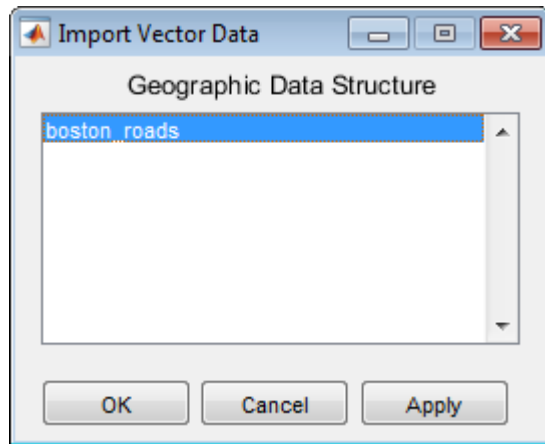 Import Vector Data
Geographic Data Structure
boston_roads
OK Cancel Apply